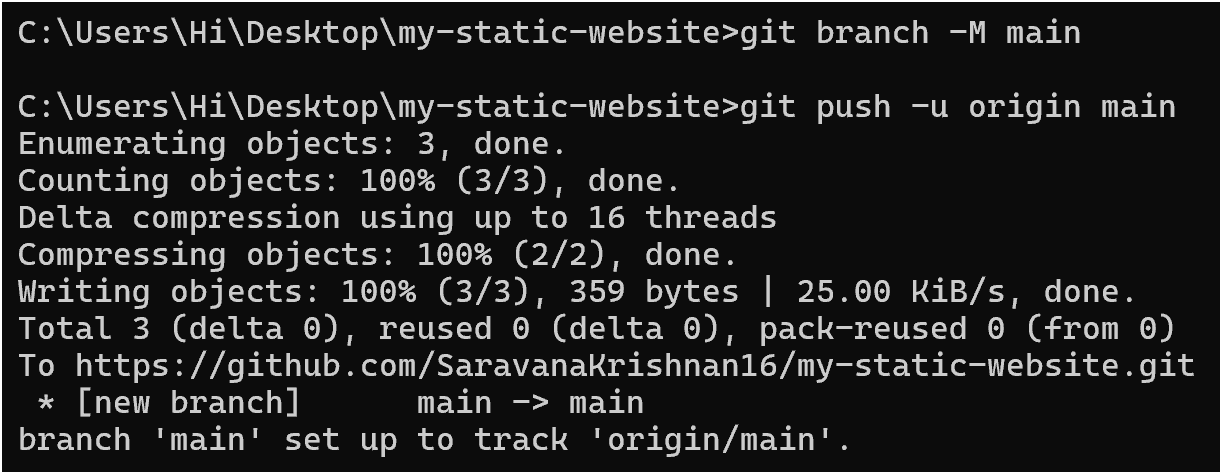 C:\Users\Hi\Desktop\my-static-website>git branch -M main
C:\Users\Hi\Desktop\my-static-website>git push -u origin main
Enumerating objects: 3, done.
Counting objects: 100% (3/3), done.
Delta compression using up to 16 threads
Compressing objects: 100% (2/2), done.
Writing objects: 100% (3/3), 359 bytes | 25.00 KiB/s, done.
Total 3 (delta 0), reused 0 (delta 0), pack-reused 0 (from 0)
To https://github.com/SaravanaKrishnan16/my-static-website.git
 * [new branch]      main -> main
branch 'main' set up to track 'origin/main'.